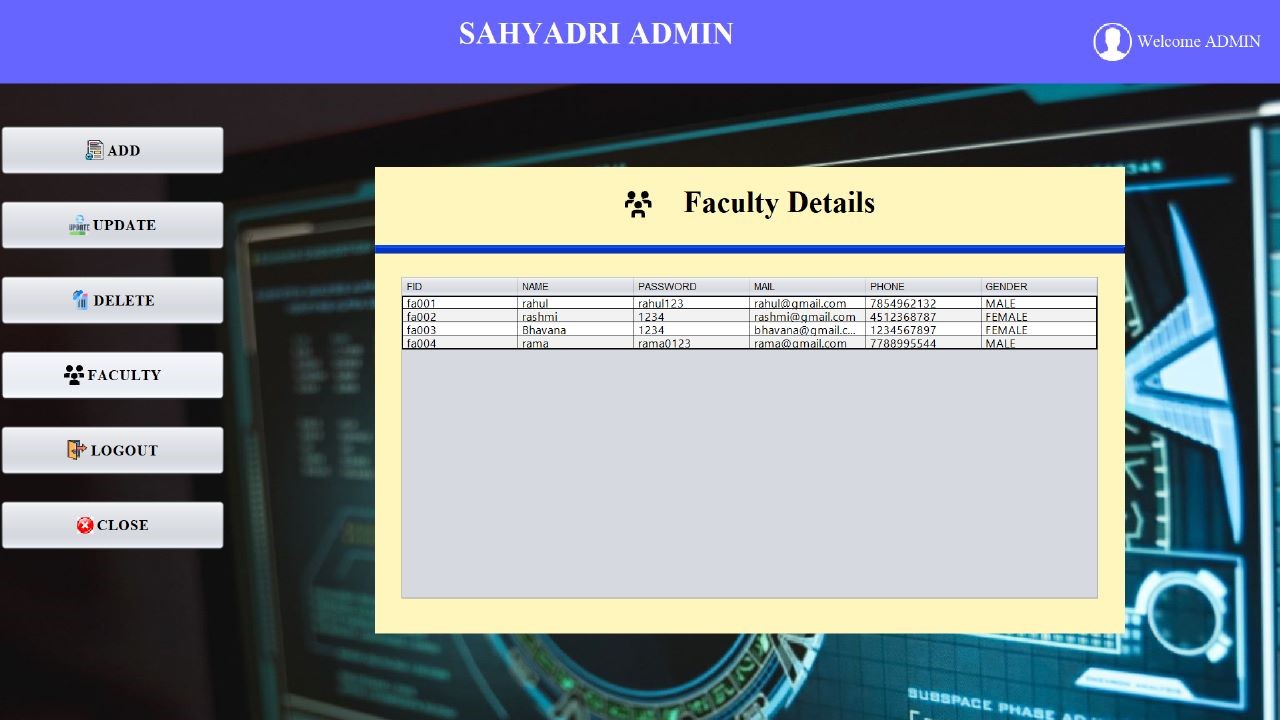 SAHYADRI ADMIN
Welcome ADMIN
ADD
UPDATE
UPDATE
DELETE
FACULTY
LOGOUT
CLOSE
Faculty Details
FID NAME PASSWORD MAIL PHONE GENDER
fa001 rahul rahul123 rahul@gmail.com 7854962132 MALE
fa002 rashmi 1234 rashmi@gmail.com 4512368787 FEMALE
fa003 Bhavana 1234 bhavana@gmail.c... 1234567897 FEMALE
fa004 rama rama0123 rama@gmail.com 7788995544 MALE
SUBSPACE PHASE